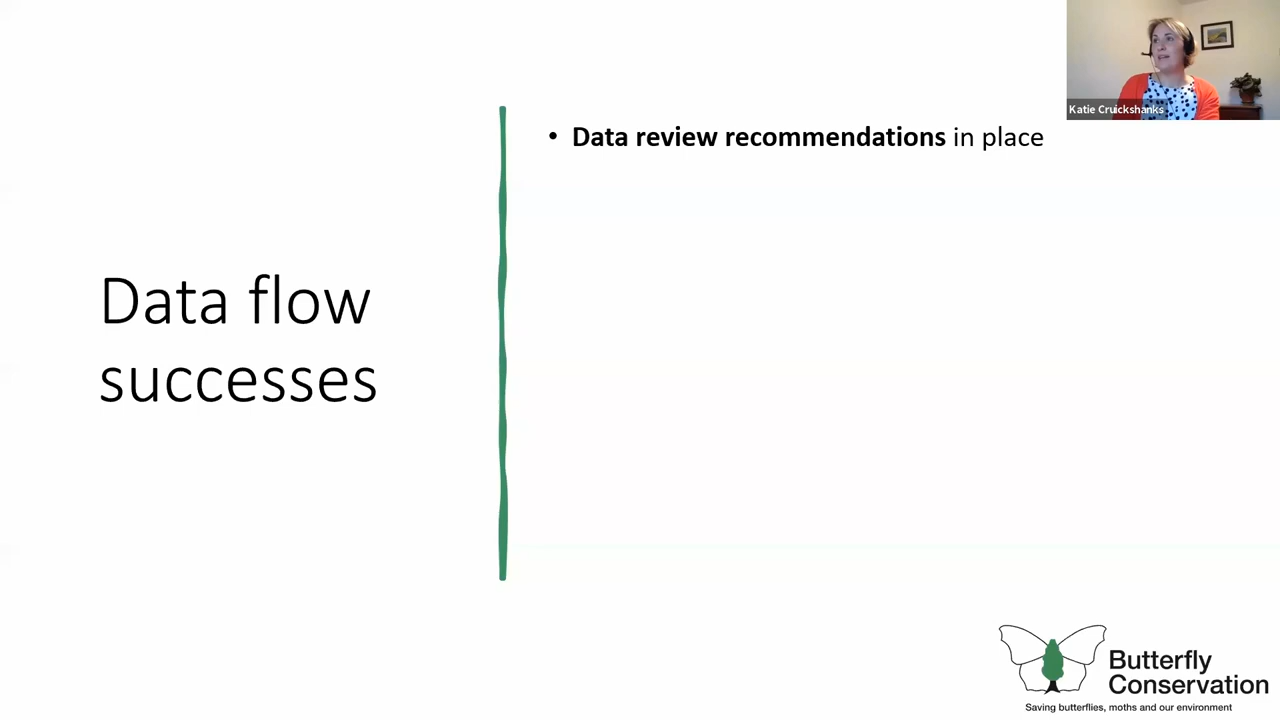 Katie Cruickshanks
• Data review recommendations in place
Data flow
successes
Butterfly
Conservation
Saving butterflies, moths and our environment